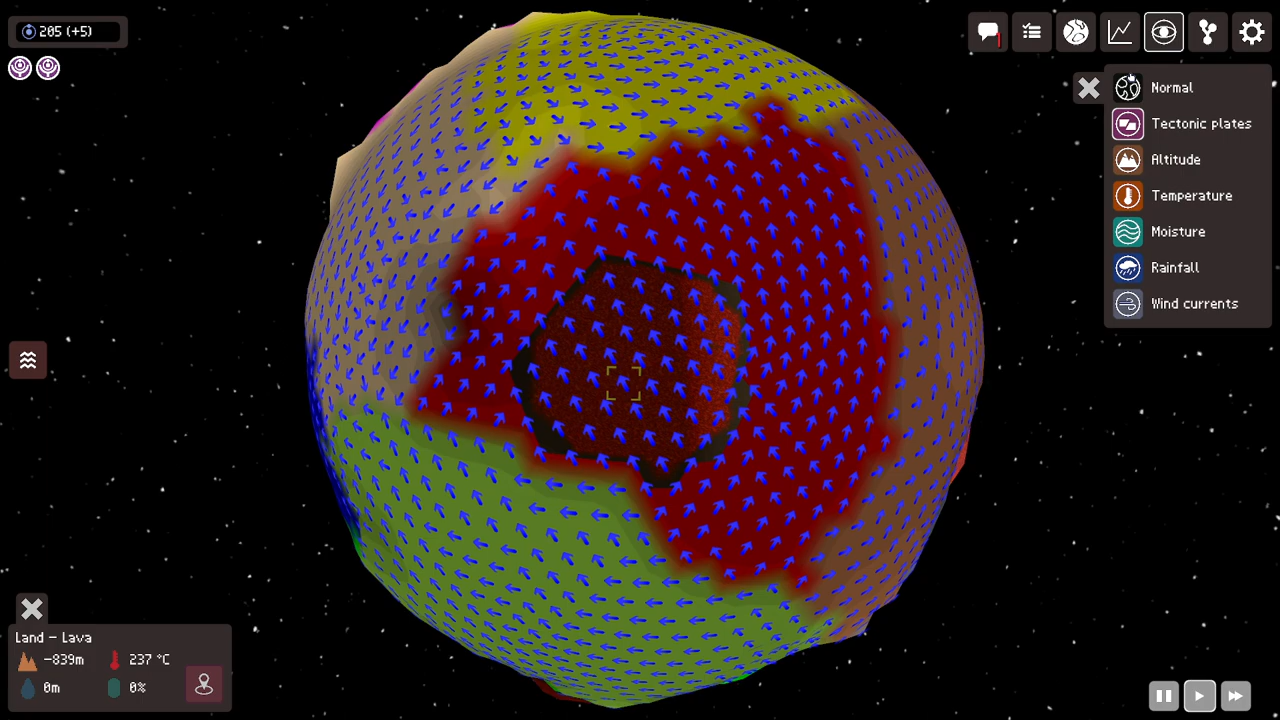 205 (+5)
Normal
Tectonic plates
Altitude
Temperature
Moisture
Rainfall
Wind currents
Land - Lava
-839m
237 °C
0m
0%